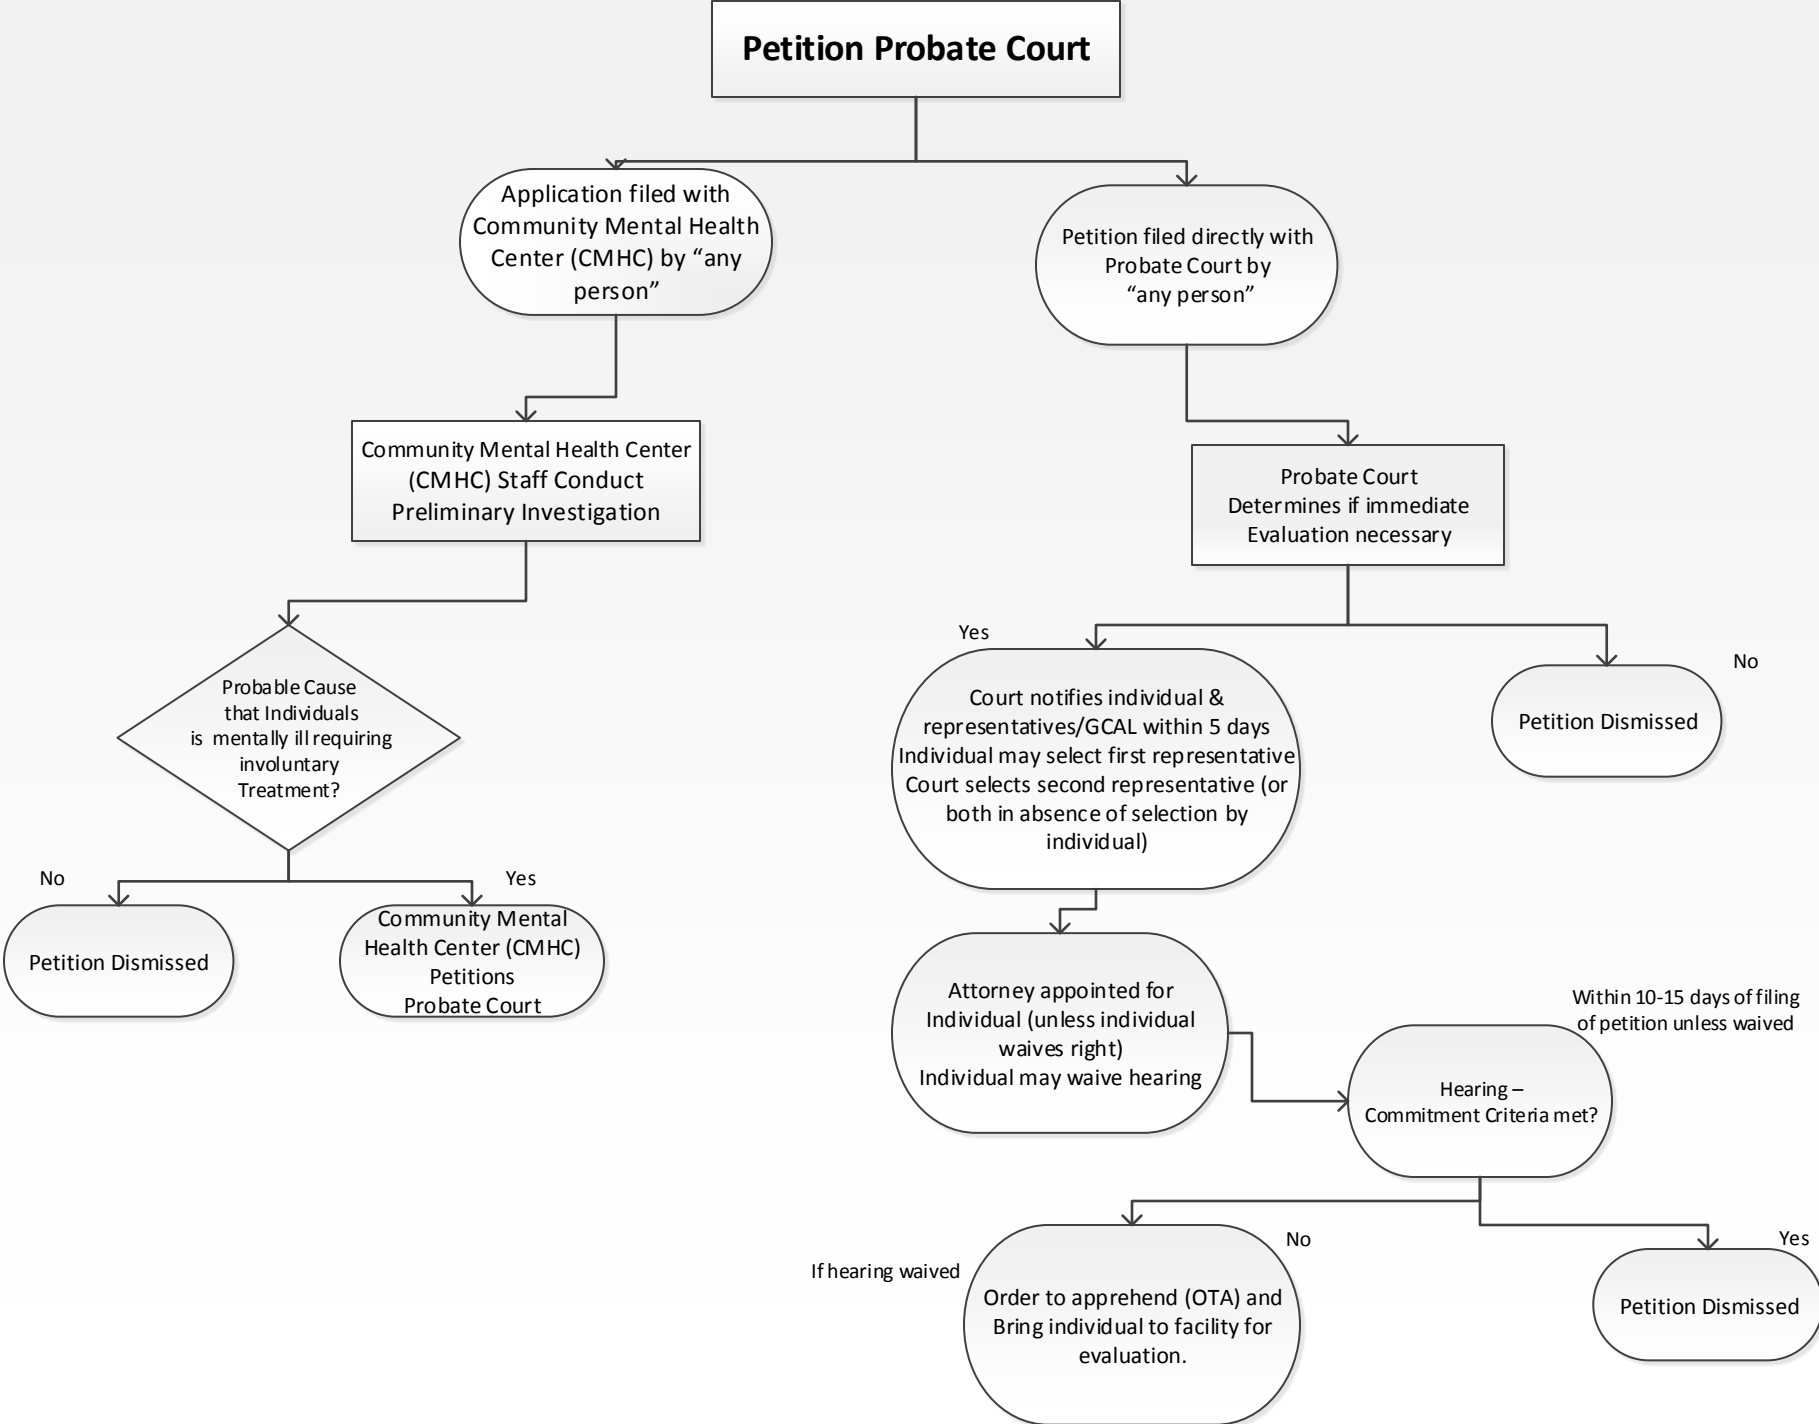 Petition Probate Court
Application filed with
Community Mental Health
Center (CMHC) by “any
person”
Petition filed directly with
Probate Court by
“any person”
Community Mental Health Center
(CMHC) Staff Conduct
Preliminary Investigation
Probate Court
Determines if immediate
Evaluation necessary
Probable Cause
that Individuals
is mentally ill requiring
involuntary
Treatment?
Yes
No
Court notifies individual &
representatives/GCAL within 5 days
Individual may select first representative
Court selects second representative (or
both in absence of selection by
individual)
Petition Dismissed
No
Yes
Petition Dismissed
Community Mental
Health Center (CMHC)
Petitions
Probate Court
Attorney appointed for
Individual (unless individual
waives right)
Individual may waive hearing
Within 10-15 days of filing
of petition unless waived
Hearing –
Commitment Criteria met?
If hearing waived
No
Order to apprehend (OTA) and
Bring individual to facility for
evaluation.
Yes
Petition Dismissed